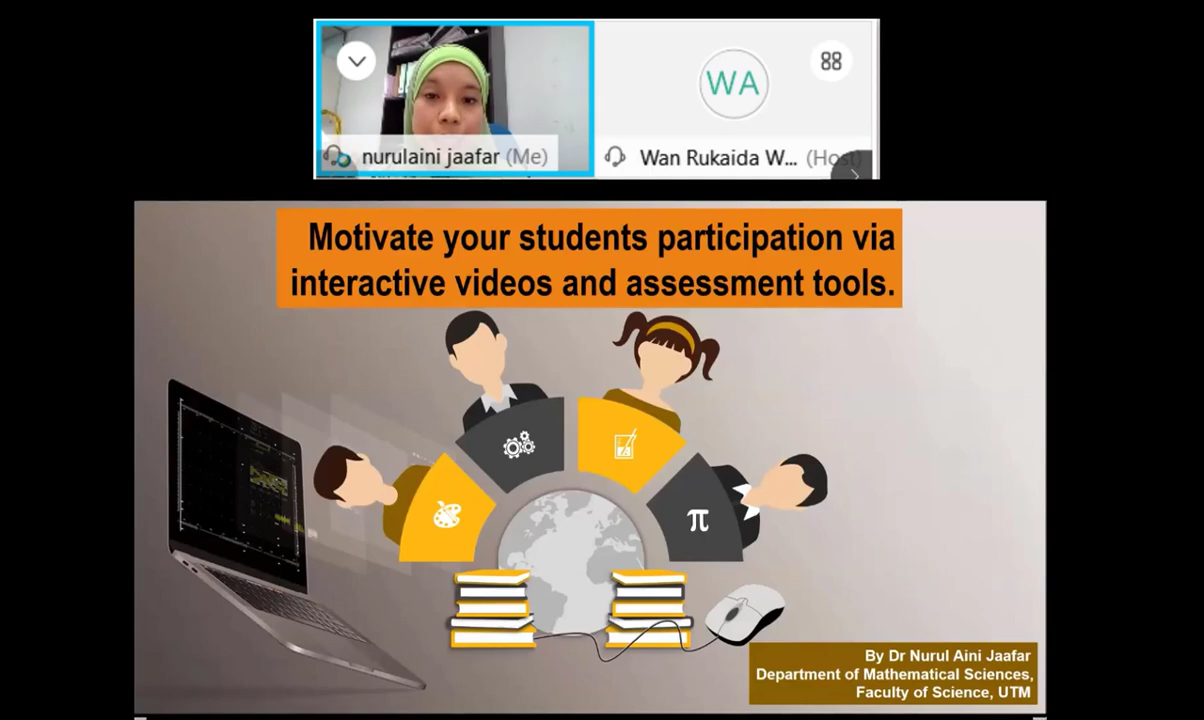 nurulaini jaafar (Me)
WA
Wan Rukaida W... (Host)
Motivate your students participation via
interactive videos and assessment tools.
π
By Dr Nurul Aini Jaafar
Department of Mathematical Sciences,
Faculty of Science, UTM